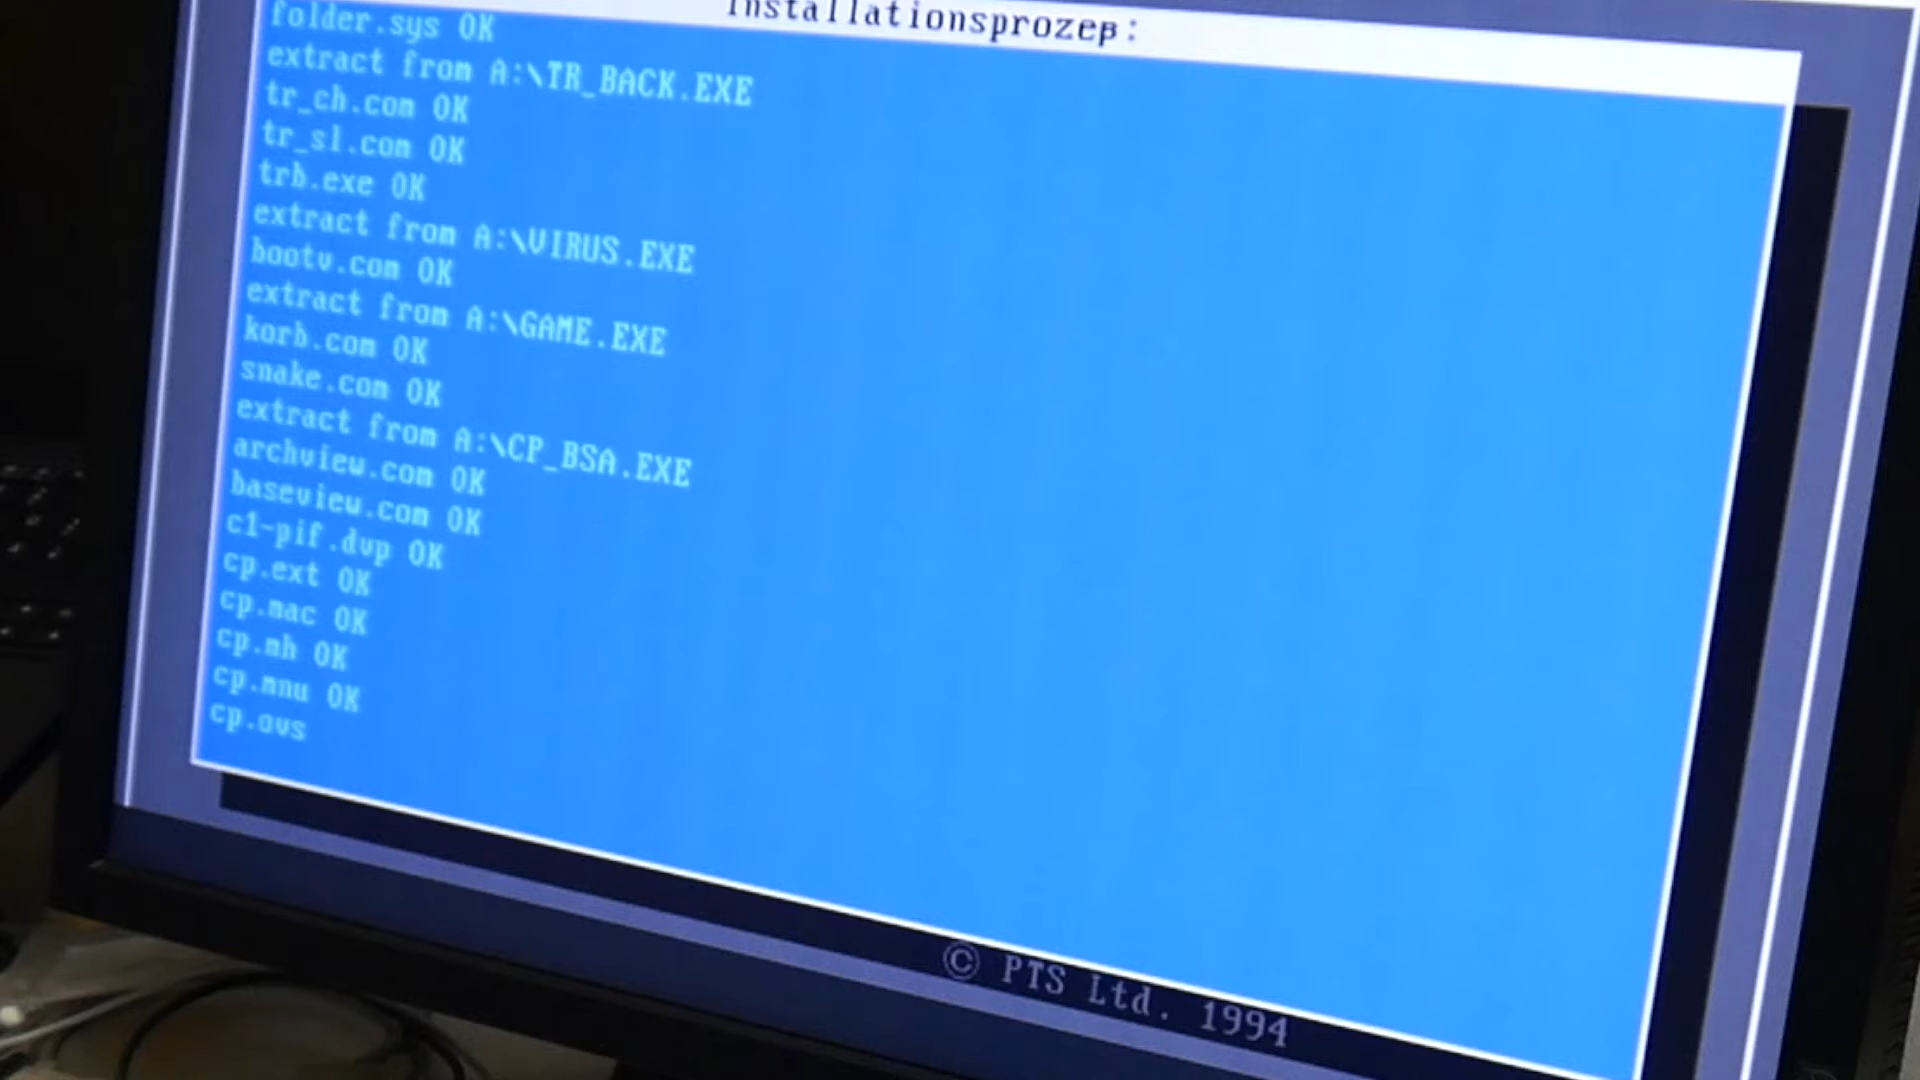 Installationsprozeβ:
folder.sys OK
extract from A:\TR_BACK.EXE
tr_ch.com OK
tr_sl.com OK
trb.exe OK
extract from A:\VIRUS.EXE
bootv.com OK
extract from A:\GAME.EXE
korb.com OK
snake.com OK
extract from A:\CP_BSA.EXE
archview.com OK
baseview.com OK
c1-pif.dvp OK
cp.ext OK
cp.mac OK
cp.mh OK
cp.mnu OK
cp.ovs
© PTS Ltd. 1994